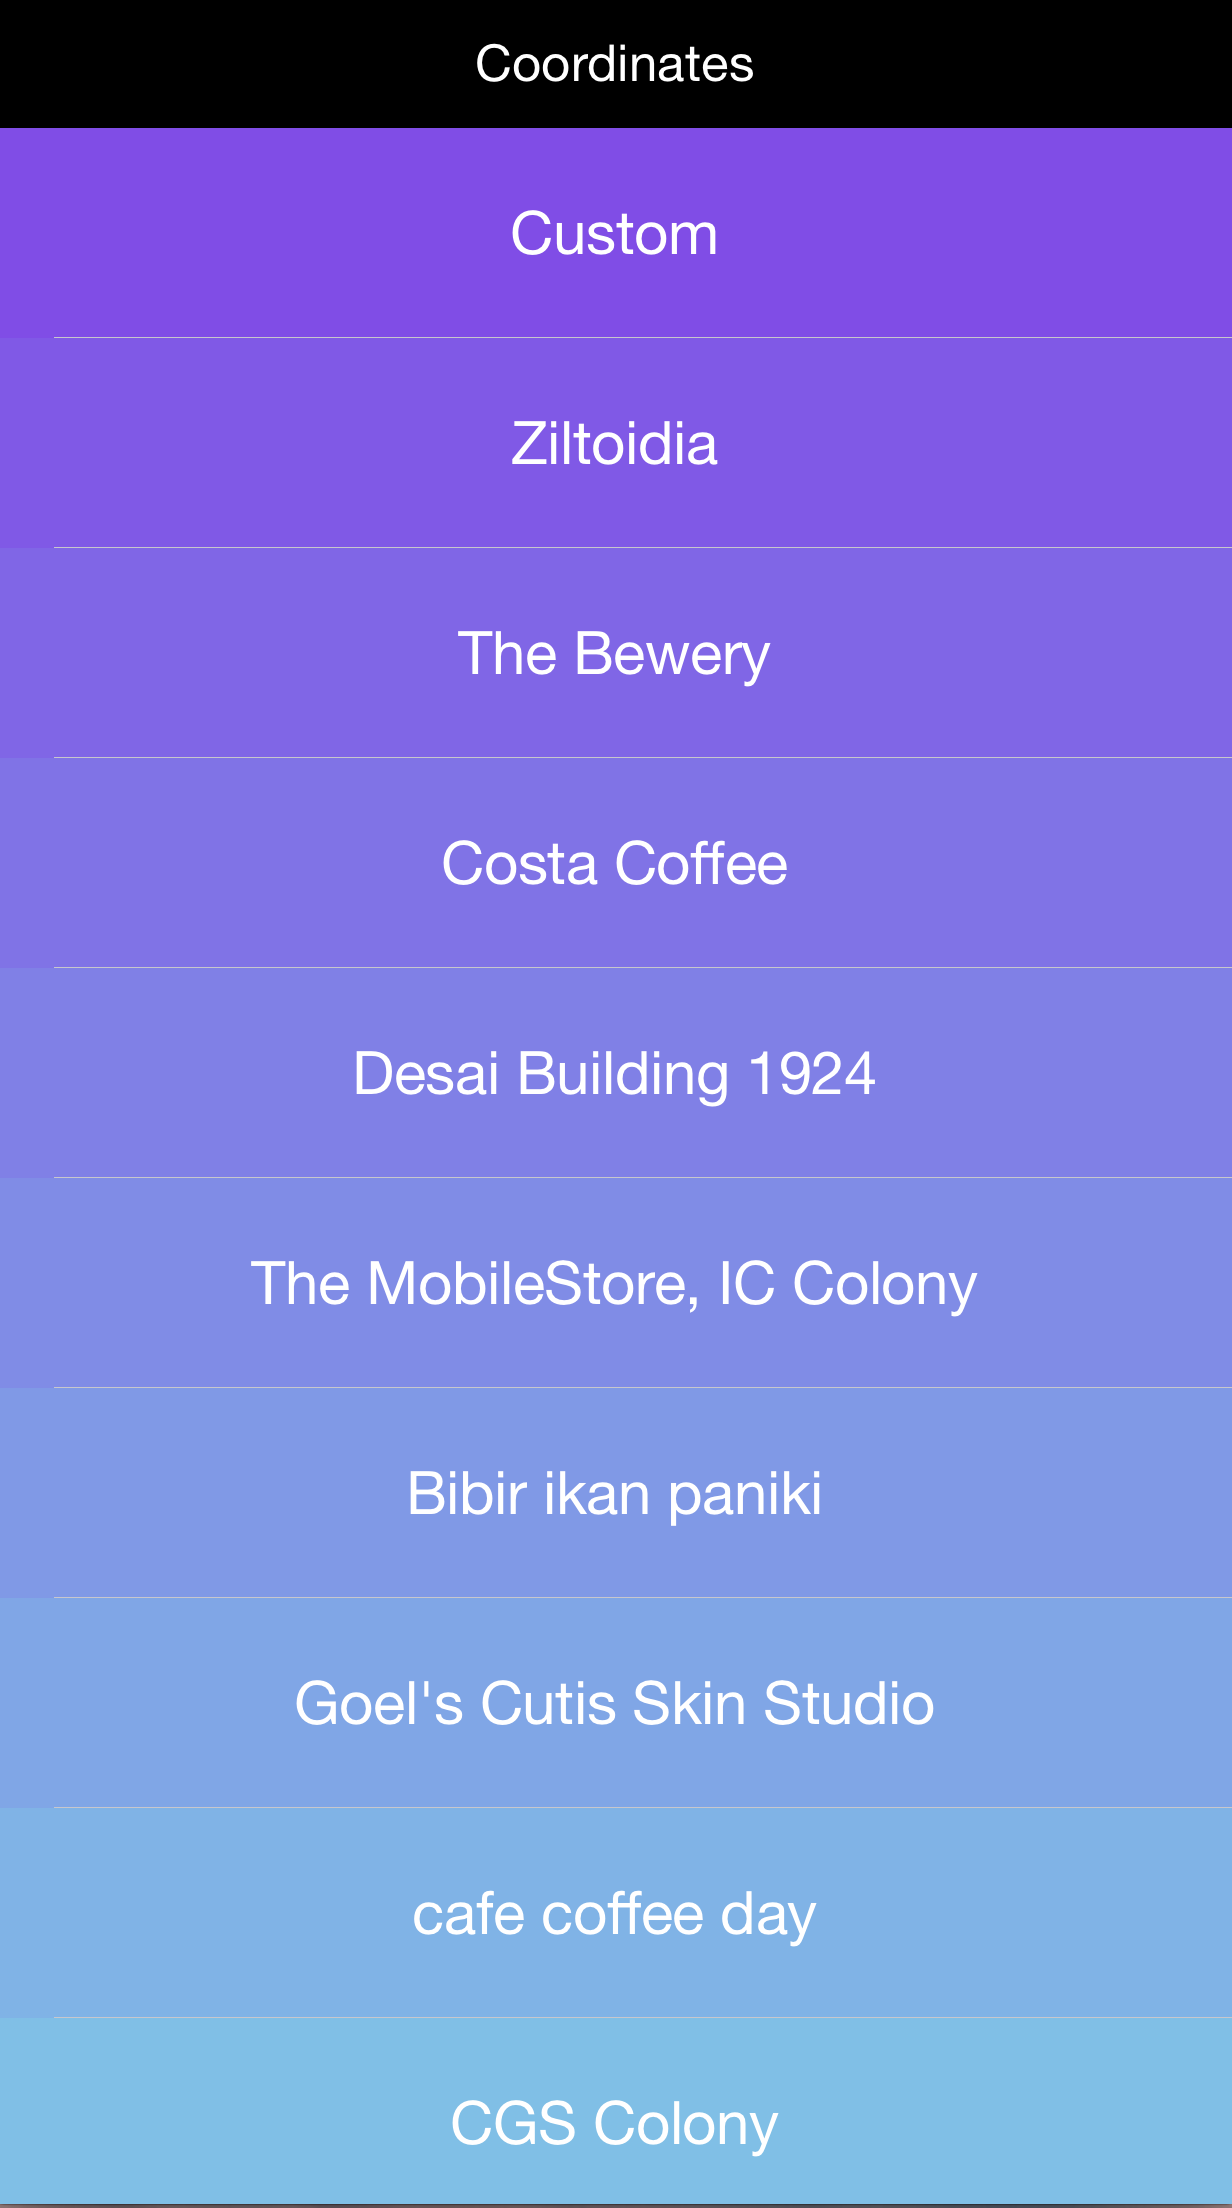 Coordinates
Custom
Ziltoidia
The Bewery
Costa Coffee
Desai Building 1924
The MobileStore, IC Colony
Bibir ikan paniki
Goel's Cutis Skin Studio
cafe coffee day
CGS Colony